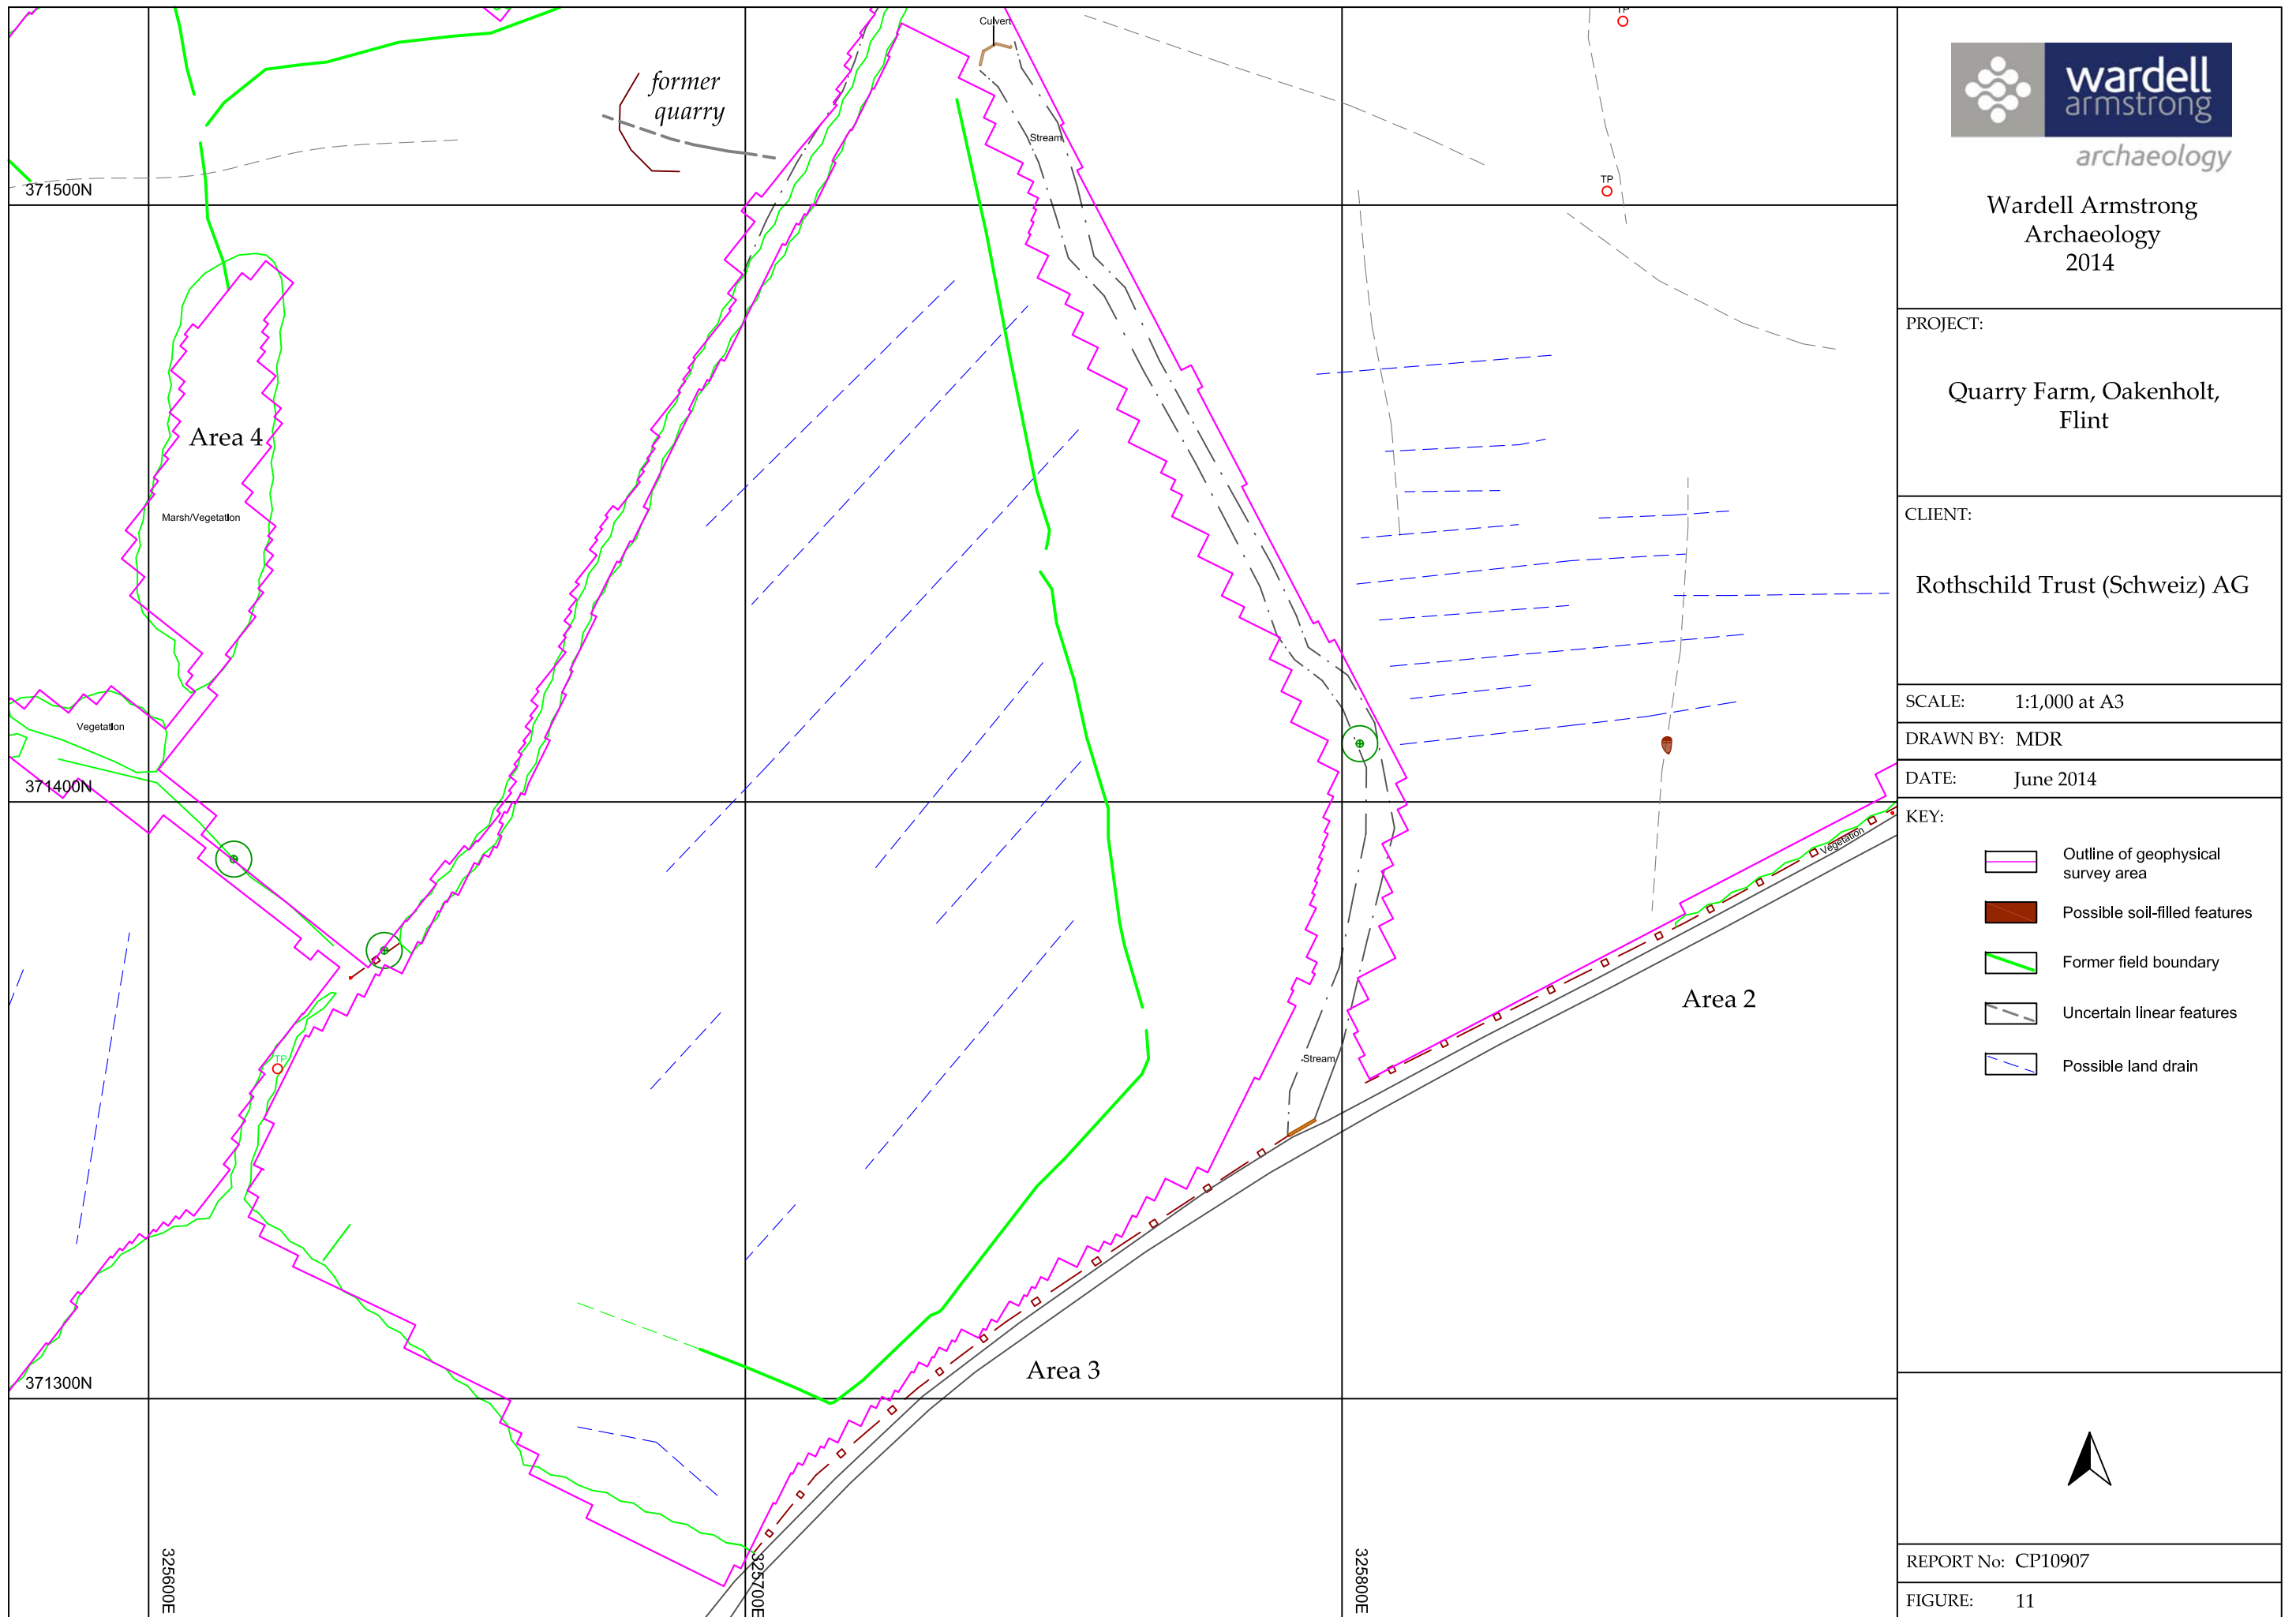 Culvert
TP
former
quarry
Stream
TP
371500N
Area 4
Marsh/Vegetation
Vegetation
371400N
Vegetation
Area 2
TP
Stream
Area 3
371300N
325600E
325700E
325800E
wardell
armstrong
archaeology
Wardell Armstrong
Archaeology
2014
PROJECT:
Quarry Farm, Oakenholt,
Flint
CLIENT:
Rothschild Trust (Schweiz) AG
SCALE: 1:1,000 at A3
DRAWN BY: MDR
DATE: June 2014
KEY:
Outline of geophysical
survey area
Possible soil-filled features
Former field boundary
Uncertain linear features
Possible land drain
REPORT No: CP10907
FIGURE: 11